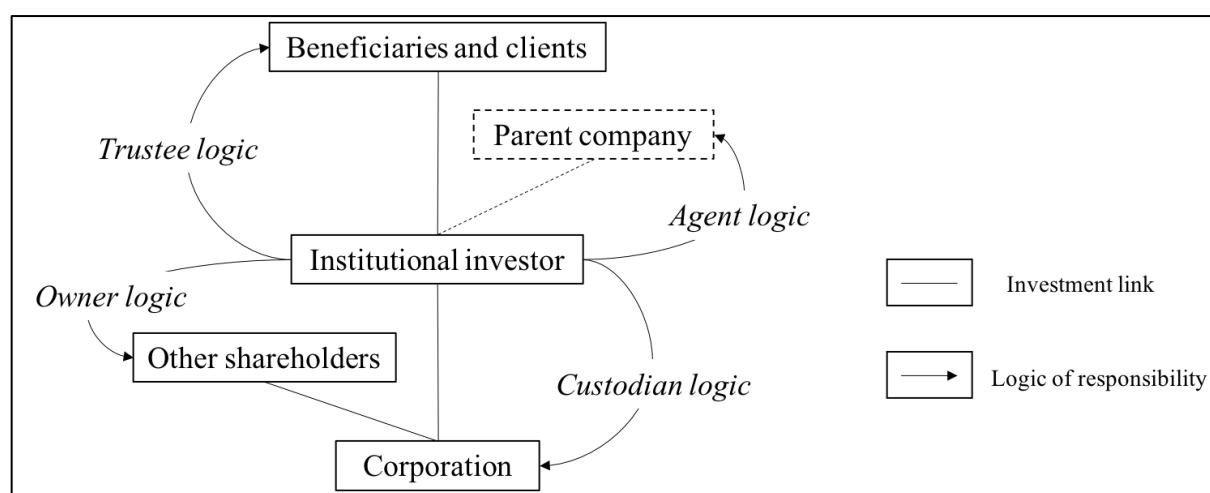 Beneficiaries and clients
Parent company
Trustee logic
Agent logic
Institutional investor
Owner logic
Investment link
Other shareholders
Custodian logic
Logic of responsibility
Corporation